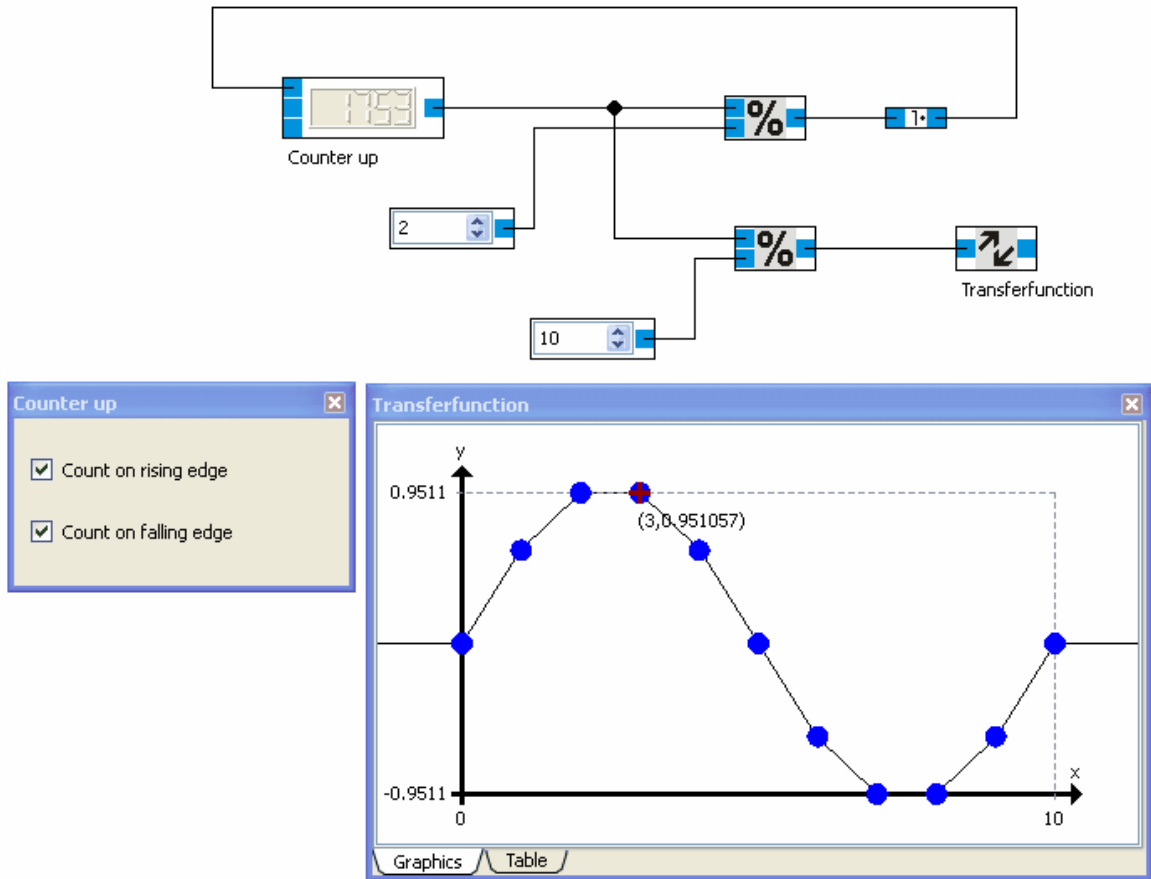 1753
%
1
Counter up
2
%
Transferfunction
10
Counter up
Transferfunction
Count on rising edge
Count on falling edge
y
0.9511
(3,0.951057)
x
-0.9511
0
10
Graphics
Table